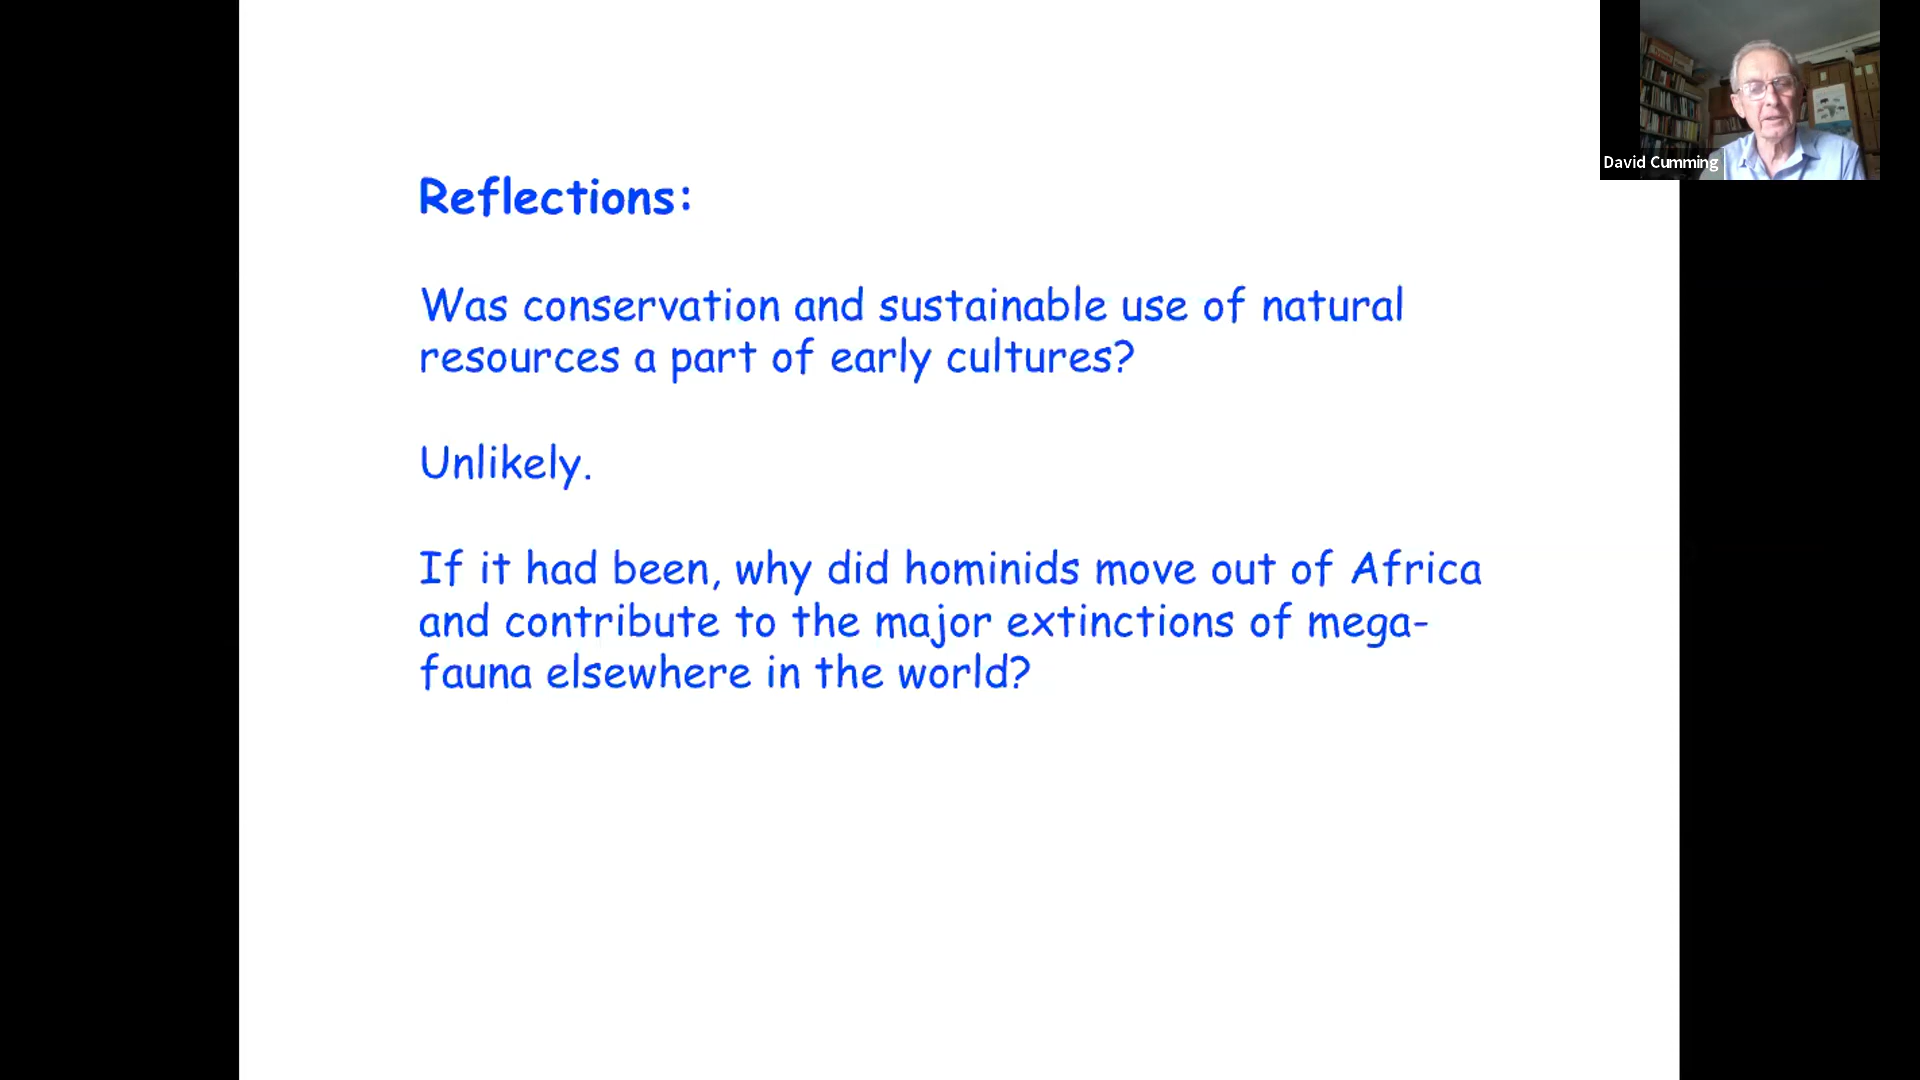 David Cumming
Reflections:
Was conservation and sustainable use of natural
resources a part of early cultures?
Unlikely.
If it had been, why did hominids move out of Africa
and contribute to the major extinctions of mega-
fauna elsewhere in the world?